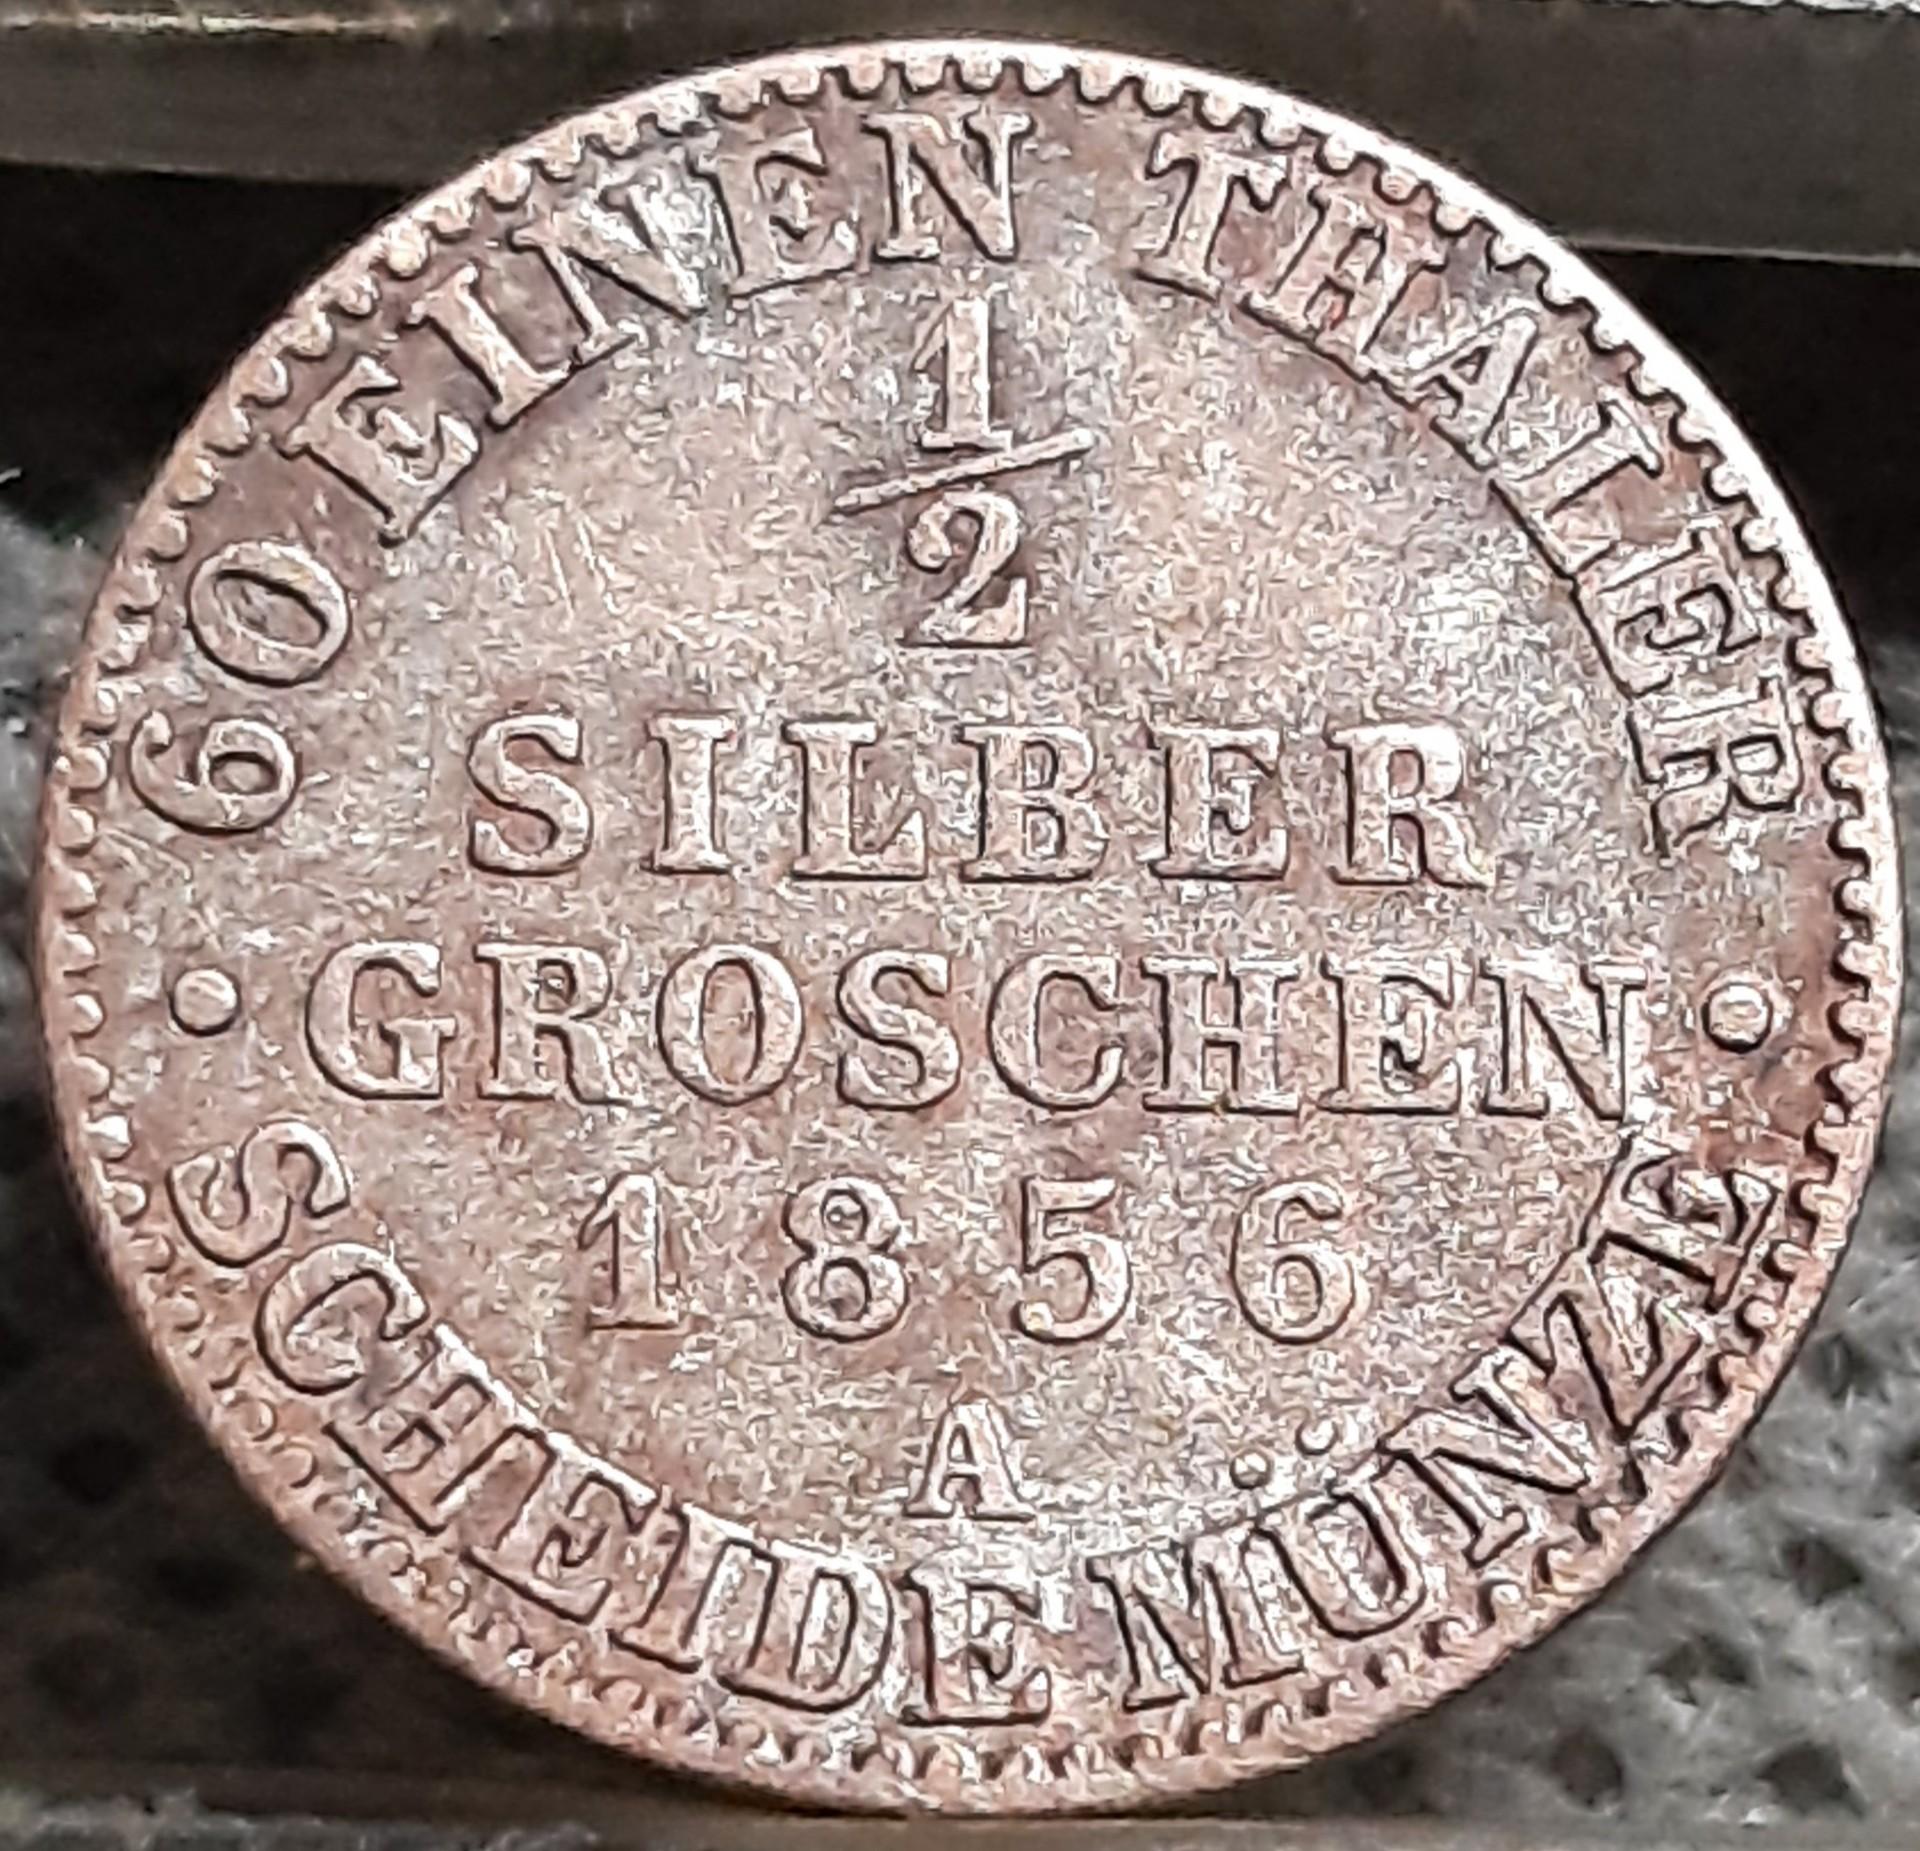 60 EINEN THALER
1/2
SILBER
GROSCHEN
1856
A
SCHEIDE MÜNZE